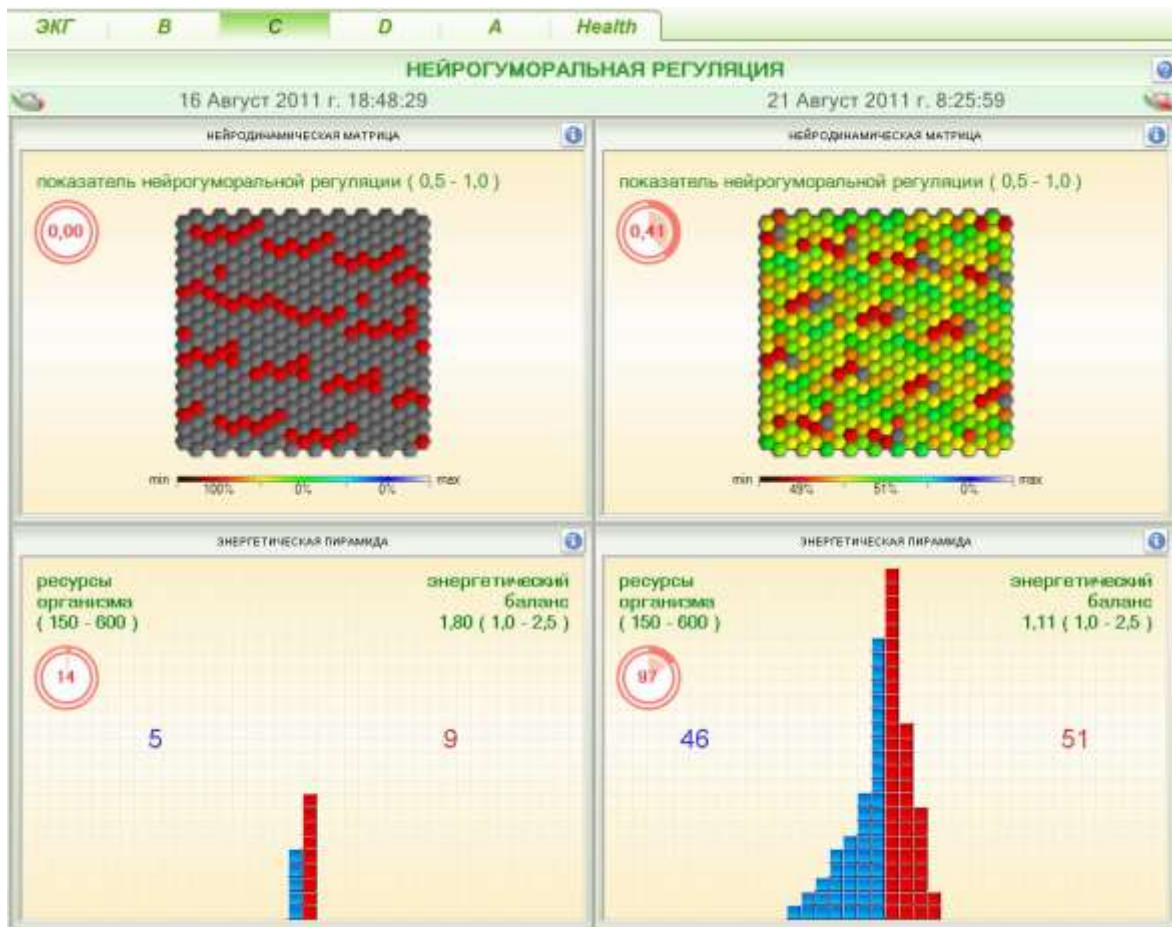 ЭКГ B C D A Health
НЕЙРОГУМОРАЛЬНАЯ РЕГУЛЯЦИЯ
16 Август 2011 г. 18:48:29
21 Август 2011 г. 8:25:59
НЕЙРОДИНАМИЧЕСКАЯ МАТРИЦА
показатель нейрогуморальной регуляции ( 0,5 - 1,0 )
0,00
min 100% 0% 0% max
НЕЙРОДИНАМИЧЕСКАЯ МАТРИЦА
показатель нейрогуморальной регуляции ( 0,5 - 1,0 )
0,41
min 49% 51% 0% max
ЭНЕРГЕТИЧЕСКАЯ ПИРАМИДА
ресурсы
организма
( 150 - 600 )
энергетический
баланс
1,80 ( 1,0 - 2,5 )
14
5
9
ЭНЕРГЕТИЧЕСКАЯ ПИРАМИДА
ресурсы
организма
( 150 - 600 )
энергетический
баланс
1,11 ( 1,0 - 2,5 )
97
46
51